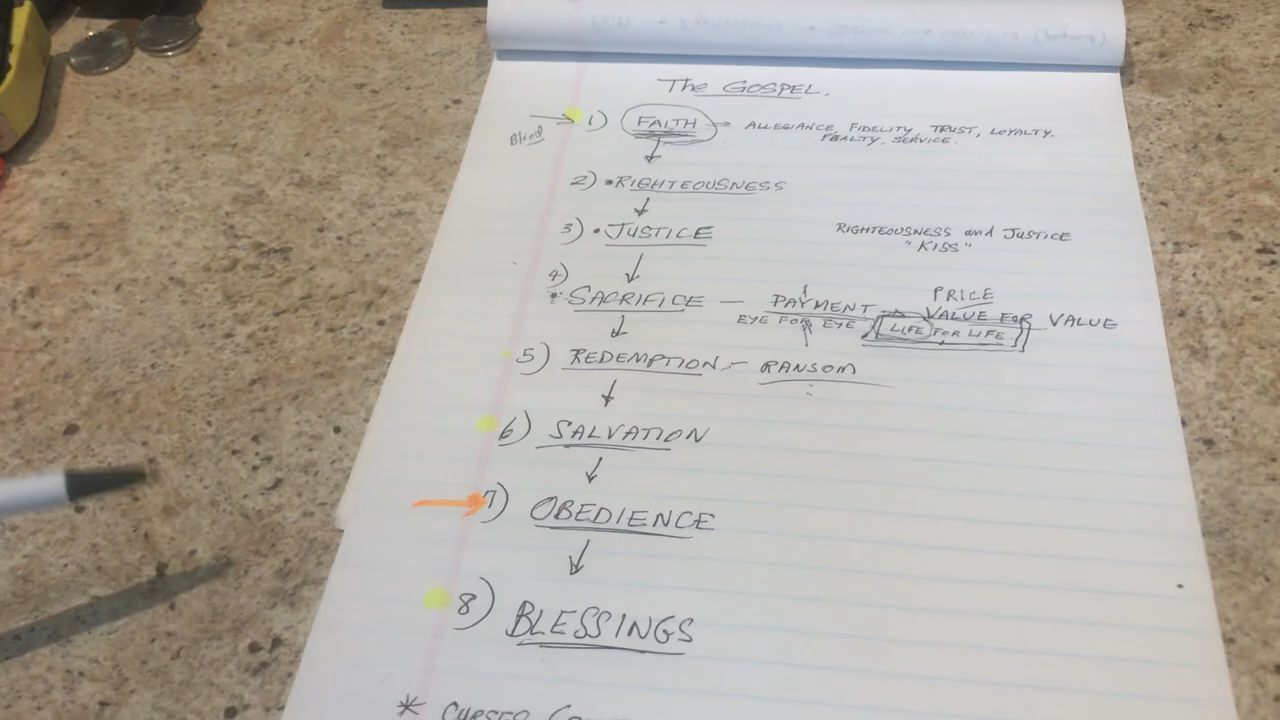 The GOSPEL.
1) FAITH → ALLEGIANCE, FIDELITY, TRUST, LOYALTY.
FEALTY, SERVICE.
Blood
2) • RIGHTEOUSNESS
3) • JUSTICE
RIGHTEOUSNESS and JUSTICE
"KISS"
4) • SACRIFICE — PAYMENT
PRICE
VALUE FOR VALUE
EYE FOR EYE
LIFE FOR LIFE
5) REDEMPTION — RANSOM
6) SALVATION
7) OBEDIENCE
8) BLESSINGS
*